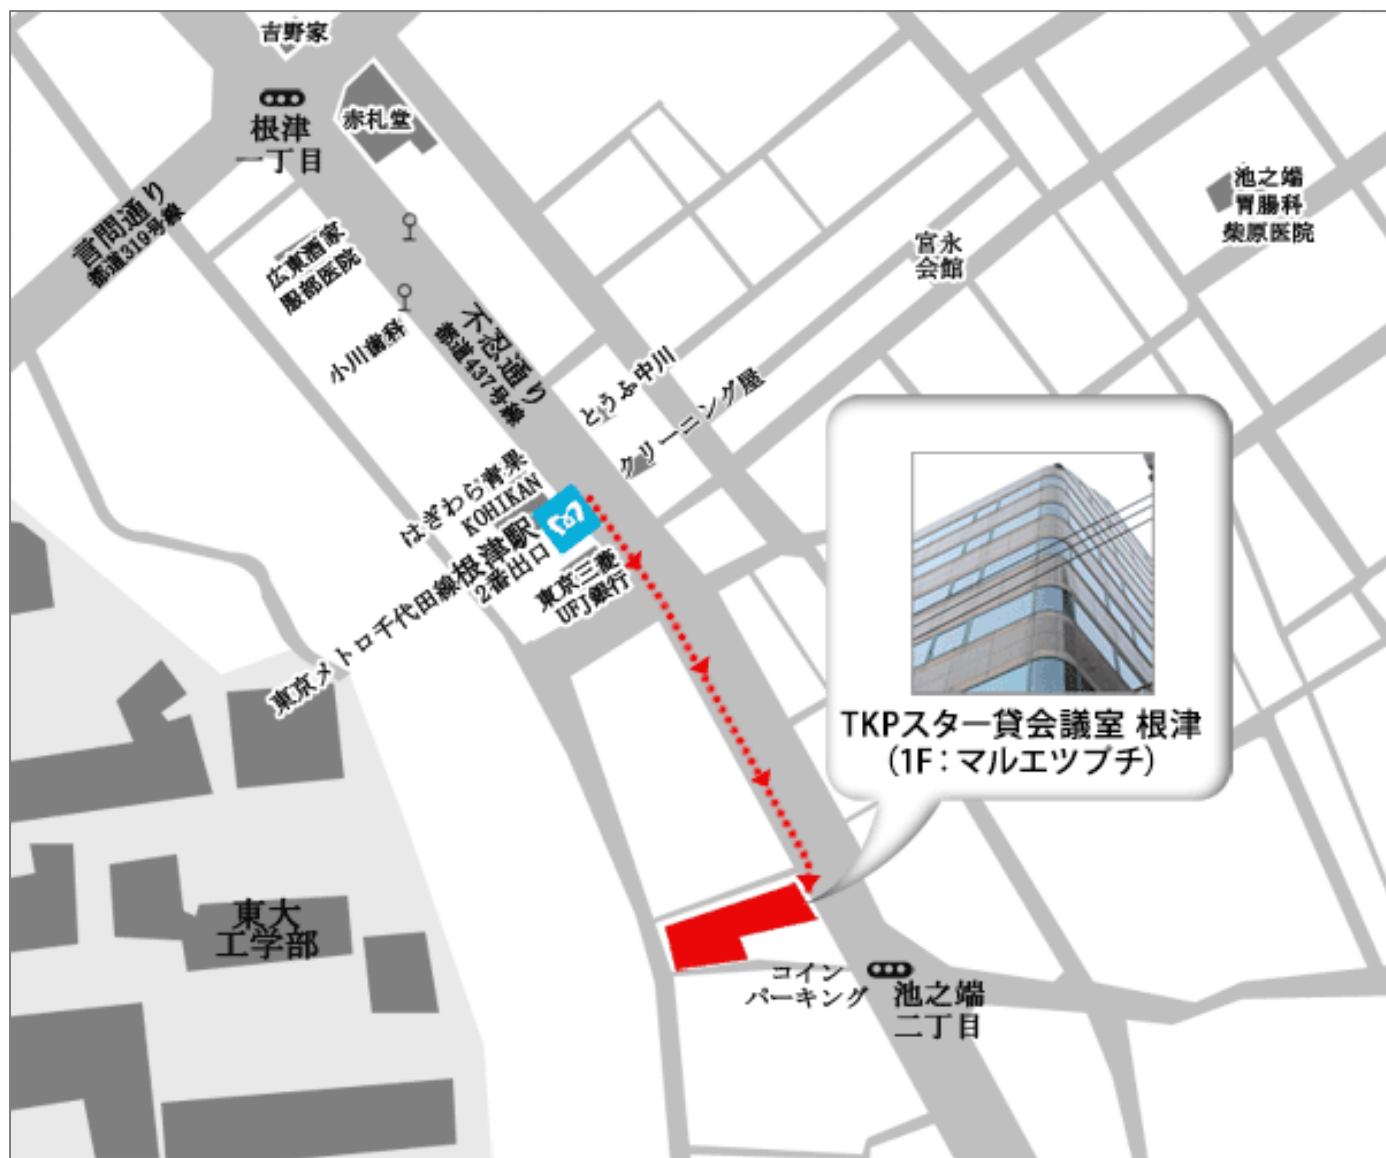 吉野家
根津
一丁目
赤札堂
言問通り
都道319号線
広東酒家
服部医院
小川歯科
不忍通り
都道437号線
池之端
胃腸科
柴原医院
宮永
会館
とうふ中川
クリーニング屋
はぎわら青果
KOHIKAN
東京メトロ千代田線根津駅
2番出口
東京三菱
UFJ銀行
TKPスター貸会議室 根津
(1F:マルエツプチ)
東大
工学部
コイン
パーキング
池之端
二丁目